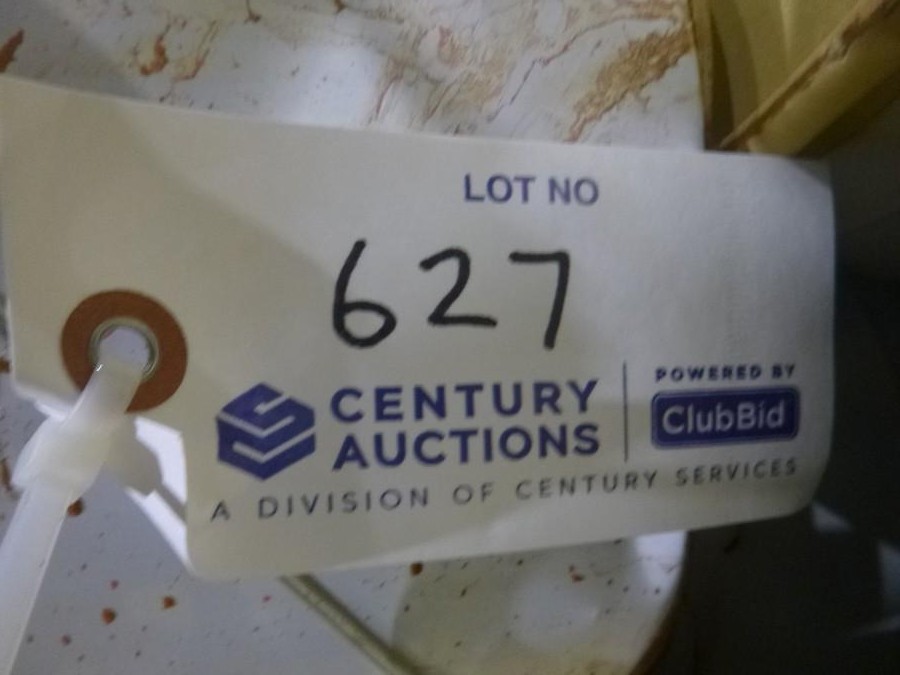 LOT NO
627
CENTURY AUCTIONS
POWERED BY
ClubBid
A DIVISION OF CENTURY SERVICES